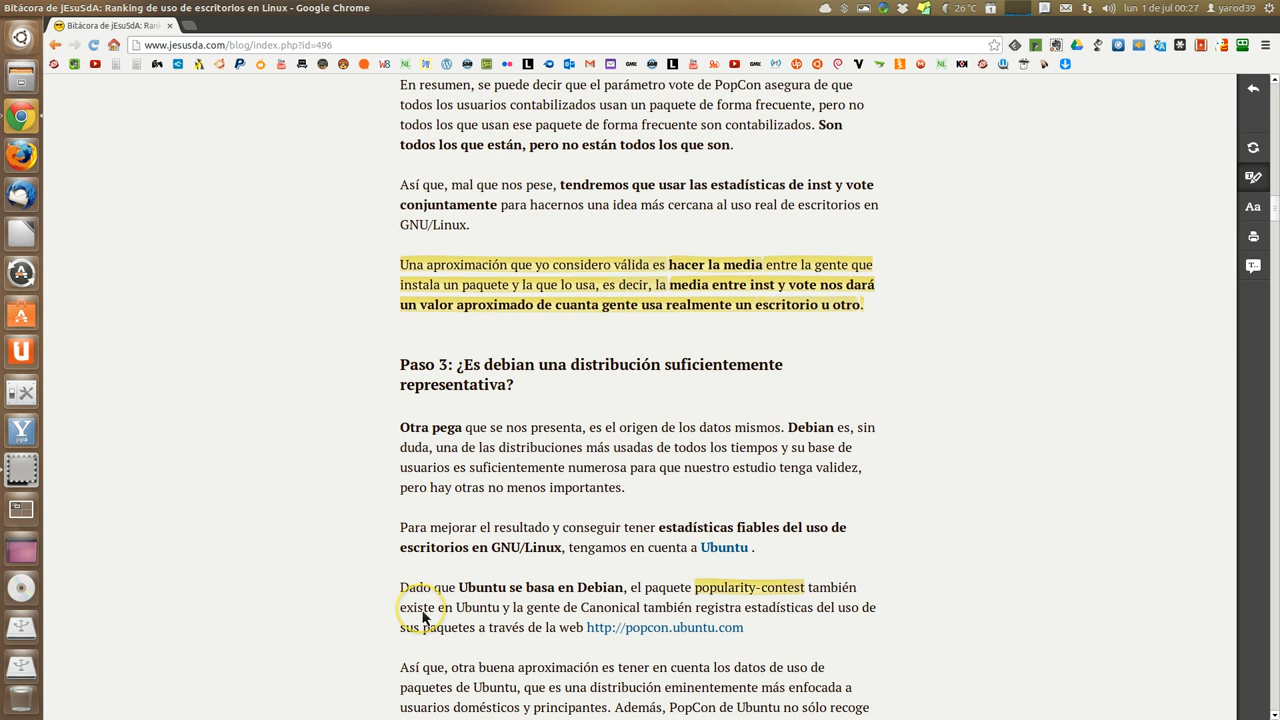 Bitácora de jEsuSdA: Ranking de uso de escritorios en Linux - Google Chrome
26°C
lun 1 de jul 00:27
yarod39
Bitácora de jEsuSdA: Rank
www.jesusda.com/blog/index.php?id=496
En resumen, se puede decir que el parámetro vote de PopCon asegura de que
todos los usuarios contabilizados usan un paquete de forma frecuente, pero no
todos los que usan ese paquete de forma frecuente son contabilizados. Son
todos los que están, pero no están todos los que son.
Así que, mal que nos pese, tendremos que usar las estadísticas de inst y vote
conjuntamente para hacernos una idea más cercana al uso real de escritorios en
GNU/Linux.
Una aproximación que yo considero válida es hacer la media entre la gente que
instala un paquete y la que lo usa, es decir, la media entre inst y vote nos dará
un valor aproximado de cuanta gente usa realmente un escritorio u otro.
Paso 3: ¿Es debian una distribución suficientemente
representativa?
Otra pega que se nos presenta, es el origen de los datos mismos. Debian es, sin
duda, una de las distribuciones más usadas de todos los tiempos y su base de
usuarios es suficientemente numerosa para que nuestro estudio tenga validez,
pero hay otras no menos importantes.
Para mejorar el resultado y conseguir tener estadísticas fiables del uso de
escritorios en GNU/Linux, tengamos en cuenta a Ubuntu .
Dado que Ubuntu se basa en Debian, el paquete popularity-contest también
existe en Ubuntu y la gente de Canonical también registra estadísticas del uso de
sus paquetes a través de la web http://popcon.ubuntu.com
Así que, otra buena aproximación es tener en cuenta los datos de uso de
paquetes de Ubuntu, que es una distribución eminentemente más enfocada a
usuarios domésticos y principantes. Además, PopCon de Ubuntu no sólo recoge
Aa